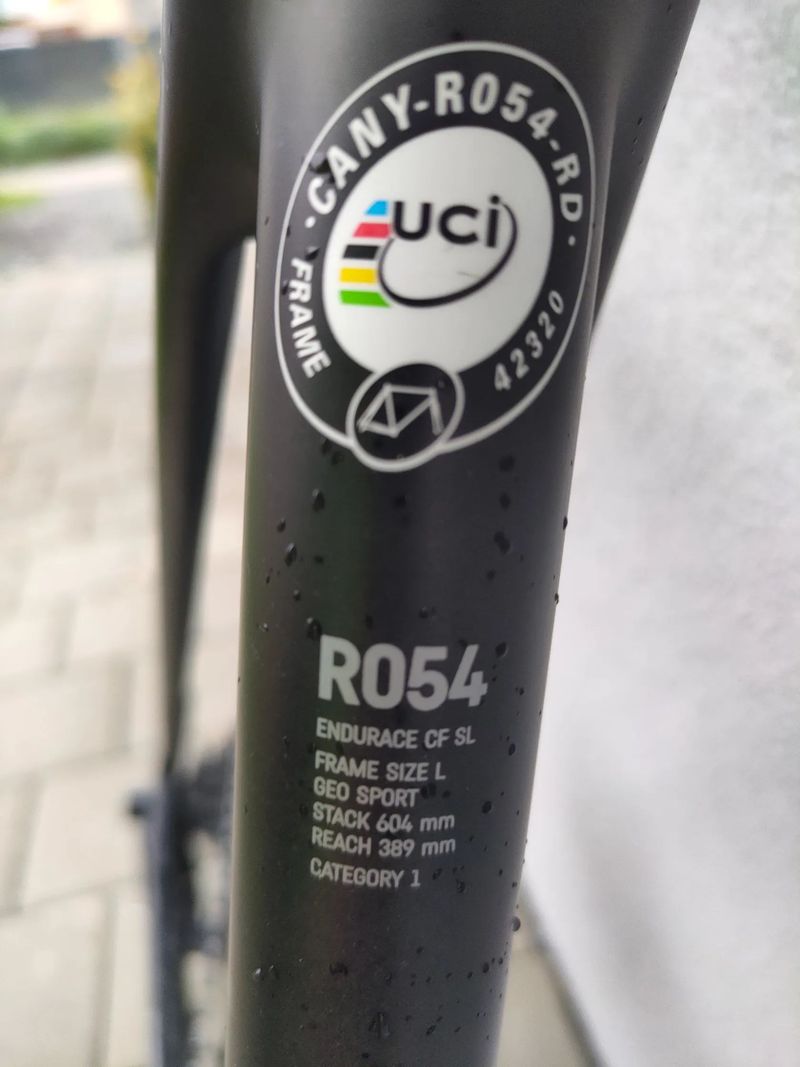 ·CANY-R054-RD·
UCI
FRAME
42320
R054
ENDURACE CF SL
FRAME SIZE L
GEO SPORT
STACK 604 mm
REACH 389 mm
CATEGORY 1